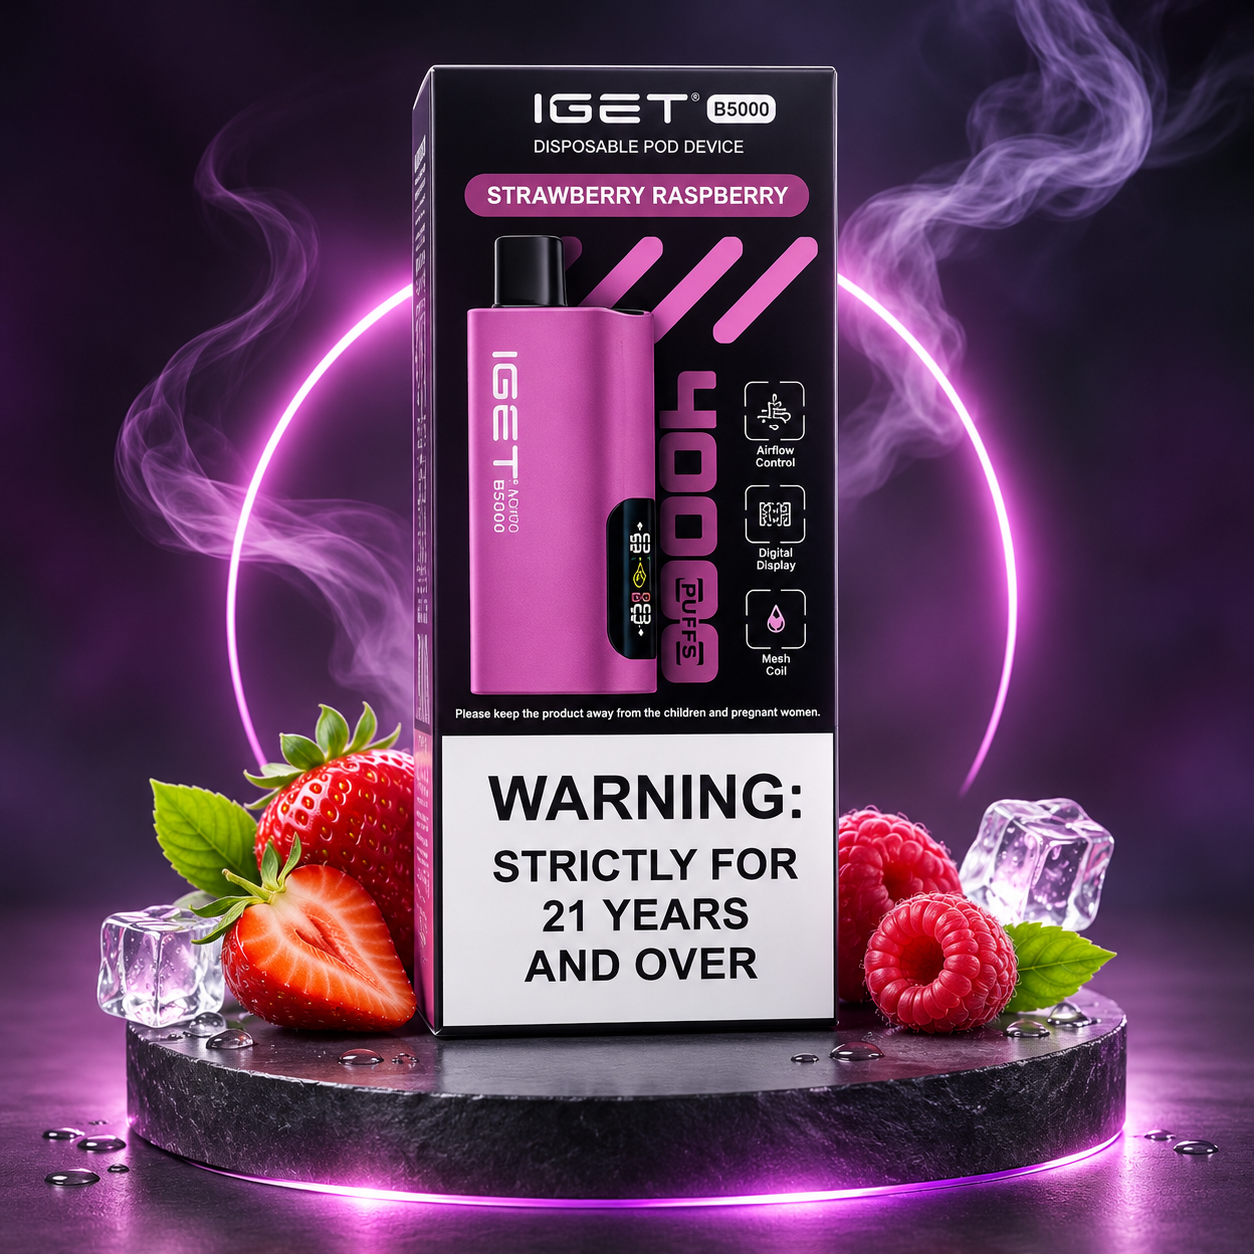 IGET® B5000
DISPOSABLE POD DEVICE
STRAWBERRY RASPBERRY
IGET®
B5000
4000
PUFFS
Airflow
Control
Digital
Display
Mesh
Coil
Please keep the product away from the children and pregnant women.
WARNING:
STRICTLY FOR
21 YEARS
AND OVER